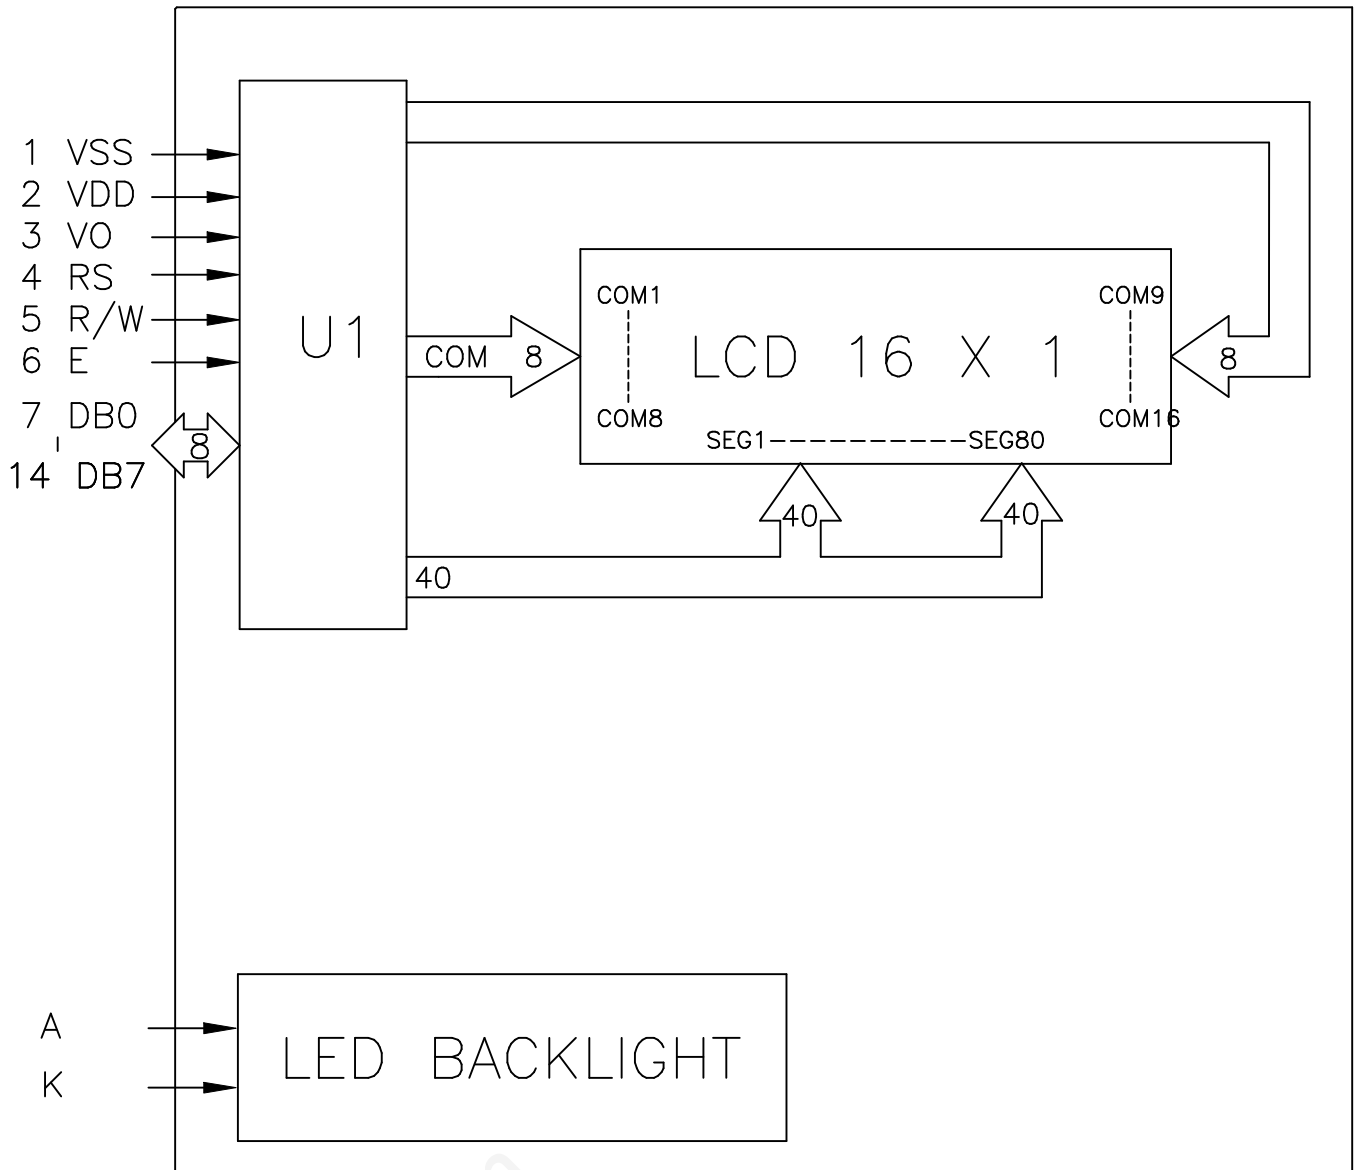 1 VSS
2 VDD
3 VO
4 RS
5 R/W
6 E
7 DB0
14 DB7
8
U1
COM 8
COM1
COM8
LCD 16 X 1
COM9
COM16
8
SEG1 SEG80
40 40
40
A
K
LED BACKLIGHT